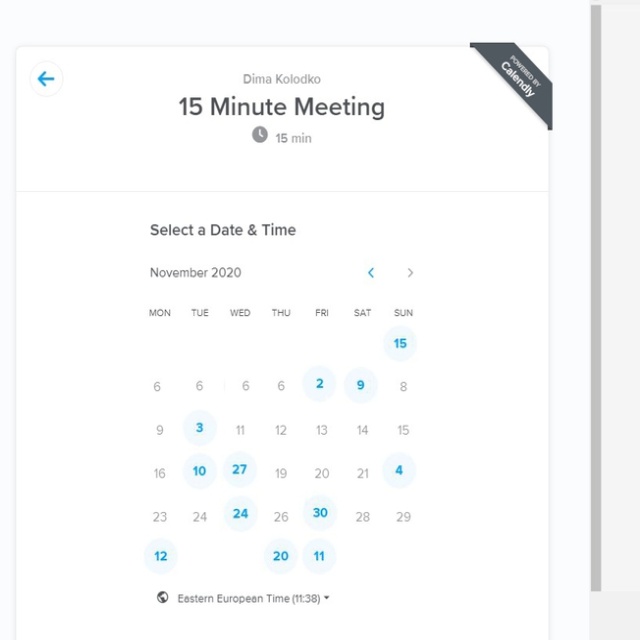 POWERED BY
Calendly
Dima Kolodko
15 Minute Meeting
15 min
Select a Date & Time
November 2020
MON TUE WED THU FRI SAT SUN
15
6 6 6 6 2 9 8
9 3 11 12 13 14 15
16 10 27 19 20 21 4
23 24 24 26 30 28 29
12 20 11
Eastern European Time (11:38)